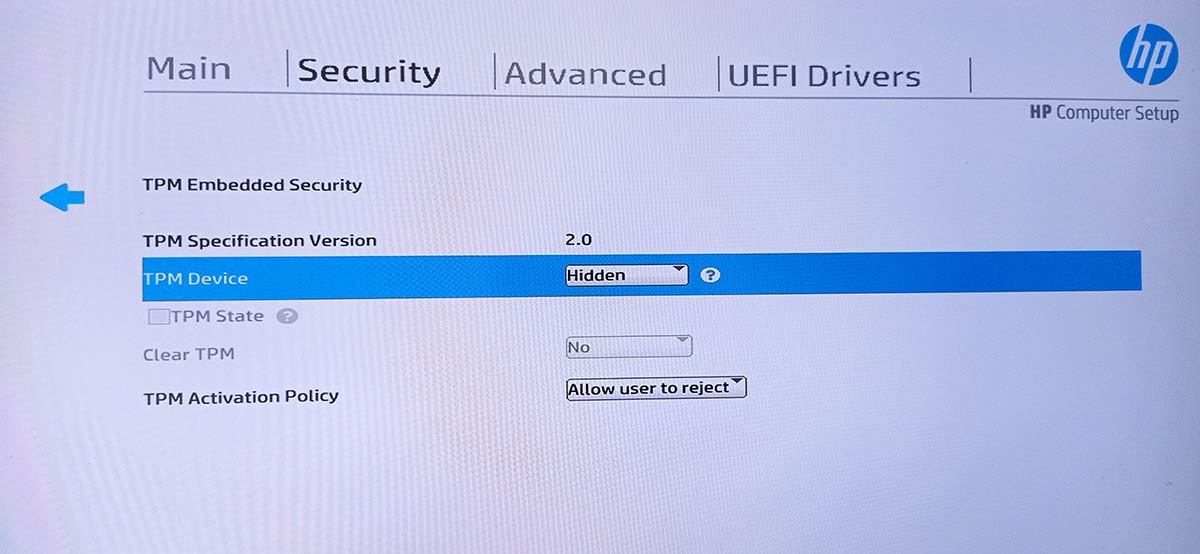 Main Security Advanced UEFI Drivers
hp
HP Computer Setup
TPM Embedded Security
TPM Specification Version 2.0
TPM Device Hidden ?
TPM State ?
Clear TPM No
TPM Activation Policy Allow user to reject